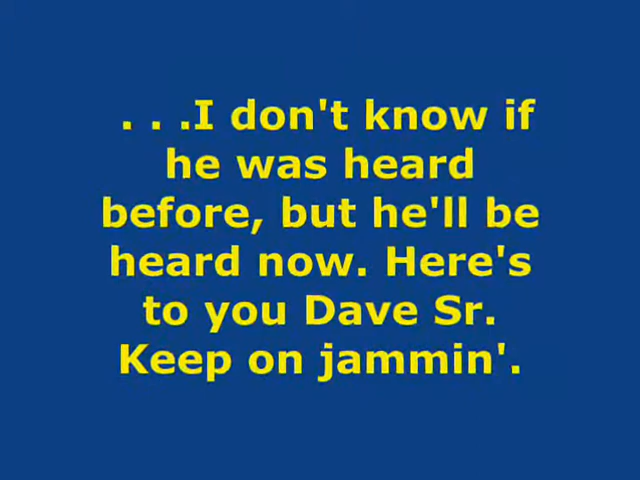 . . .I don't know if
he was heard
before, but he'll be
heard now. Here's
to you Dave Sr.
Keep on jammin'.